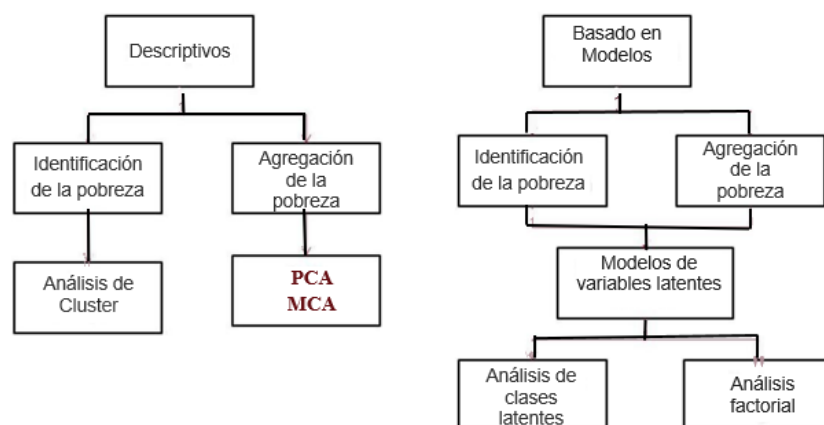 Descriptivos
Identificación
de la pobreza
Agregación
de la
pobreza
Análisis de
Cluster
PCA
MCA
Basado en
Modelos
Identificación
de la pobreza
Agregación
de la
pobreza
Modelos de
variables latentes
Análisis de
clases
latentes
Análisis
factorial